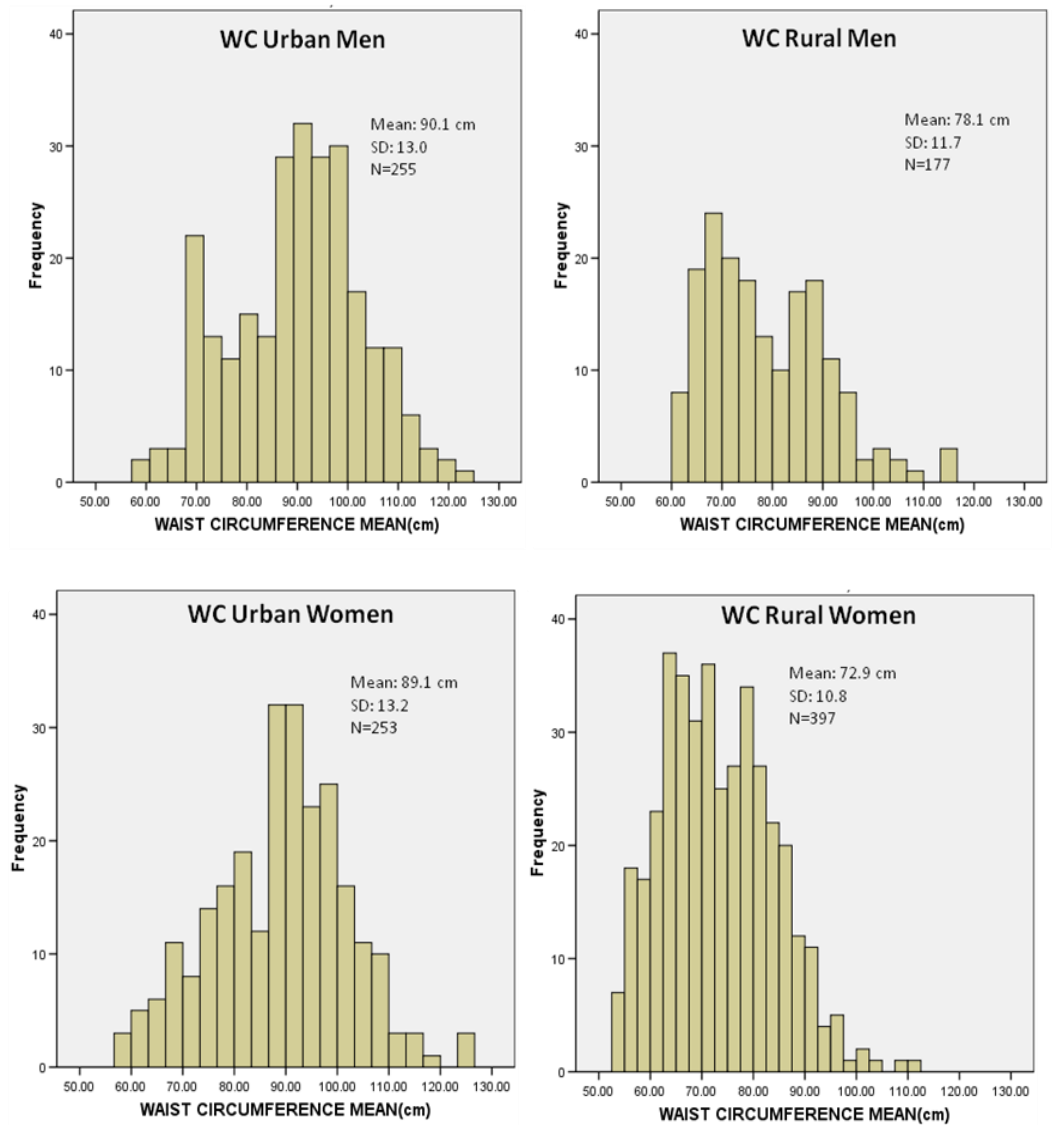 WC Urban Men
Mean: 90.1 cm
SD: 13.0
N=255
Frequency
40
30
20
10
0
50.00 60.00 70.00 80.00 90.00 100.00 110.00 120.00 130.00
WAIST CIRCUMFERENCE MEAN(cm)
WC Rural Men
Mean: 78.1 cm
SD: 11.7
N=177
Frequency
40
30
20
10
0
50.00 60.00 70.00 80.00 90.00 100.00 110.00 120.00 130.00
WAIST CIRCUMFERENCE MEAN(cm)
WC Urban Women
Mean: 89.1 cm
SD: 13.2
N=253
Frequency
40
30
20
10
0
50.00 60.00 70.00 80.00 90.00 100.00 110.00 120.00 130.00
WAIST CIRCUMFERENCE MEAN(cm)
WC Rural Women
Mean: 72.9 cm
SD: 10.8
N=397
Frequency
40
30
20
10
0
50.00 60.00 70.00 80.00 90.00 100.00 110.00 120.00 130.00
WAIST CIRCUMFERENCE MEAN(cm)